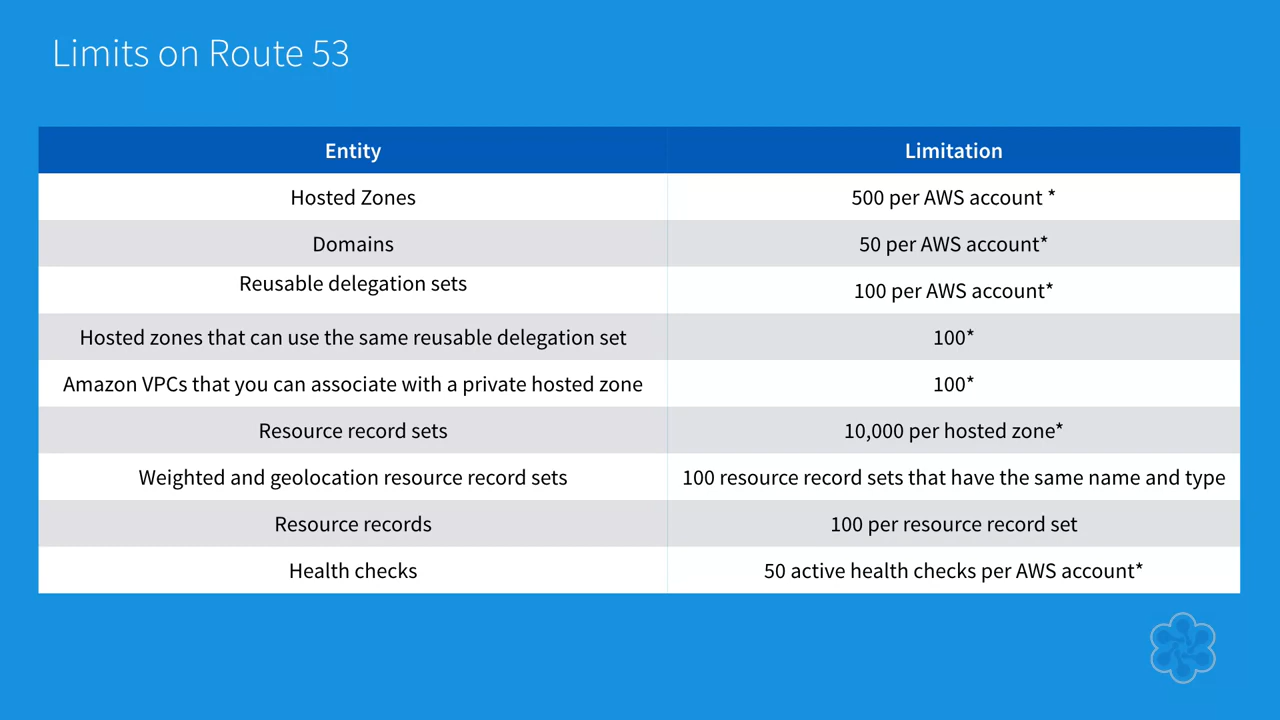 Limits on Route 53
Entity Limitation
Hosted Zones 500 per AWS account *
Domains 50 per AWS account*
Reusable delegation sets 100 per AWS account*
Hosted zones that can use the same reusable delegation set 100*
Amazon VPCs that you can associate with a private hosted zone 100*
Resource record sets 10,000 per hosted zone*
Weighted and geolocation resource record sets 100 resource record sets that have the same name and type
Resource records 100 per resource record set
Health checks 50 active health checks per AWS account*